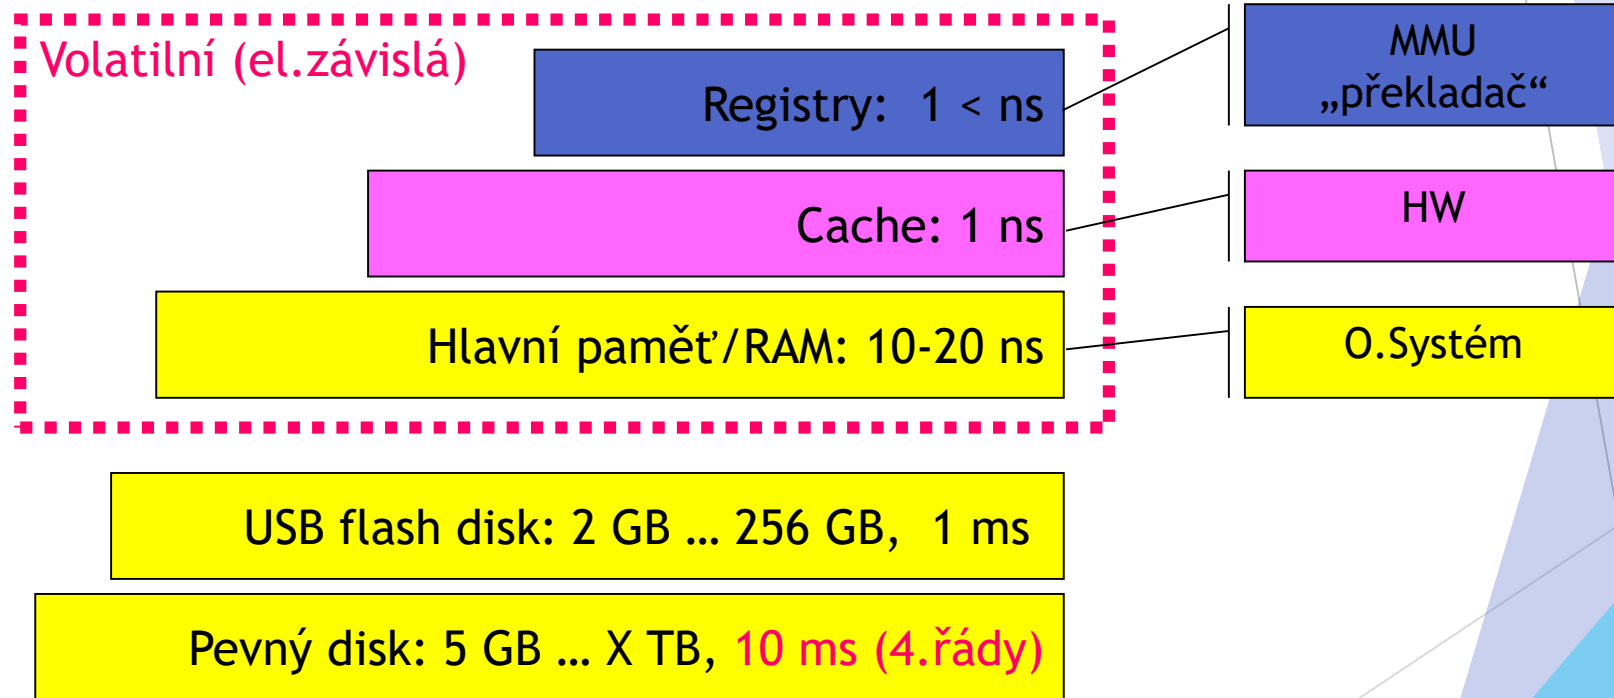 Volatilní (el.závislá)
Registry:  1 < ns
MMU
„překladač“
Cache: 1 ns
HW
Hlavní paměť/RAM: 10-20 ns
O.Systém
USB flash disk: 2 GB … 256 GB,  1 ms
Pevný disk: 5 GB … X TB, 10 ms (4.řády)